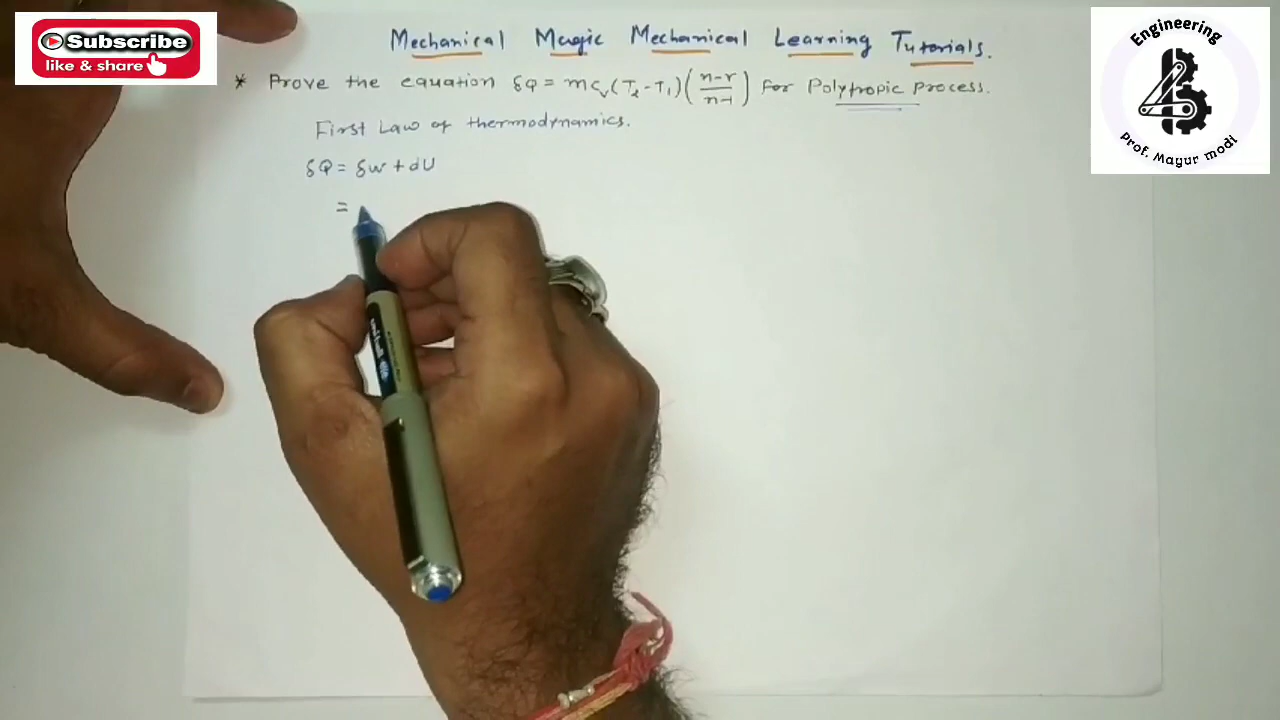 Subscribe
like & share
Engineering
Prof. Mayur modi
Mechanical Magic Mechanical Learning Tutorials.
* Prove the equation δQ = m Cv (T2 - T1) (n-r/n-1) for Polytropic process.
First Law of thermodynamics.
δQ = δw + dU
=